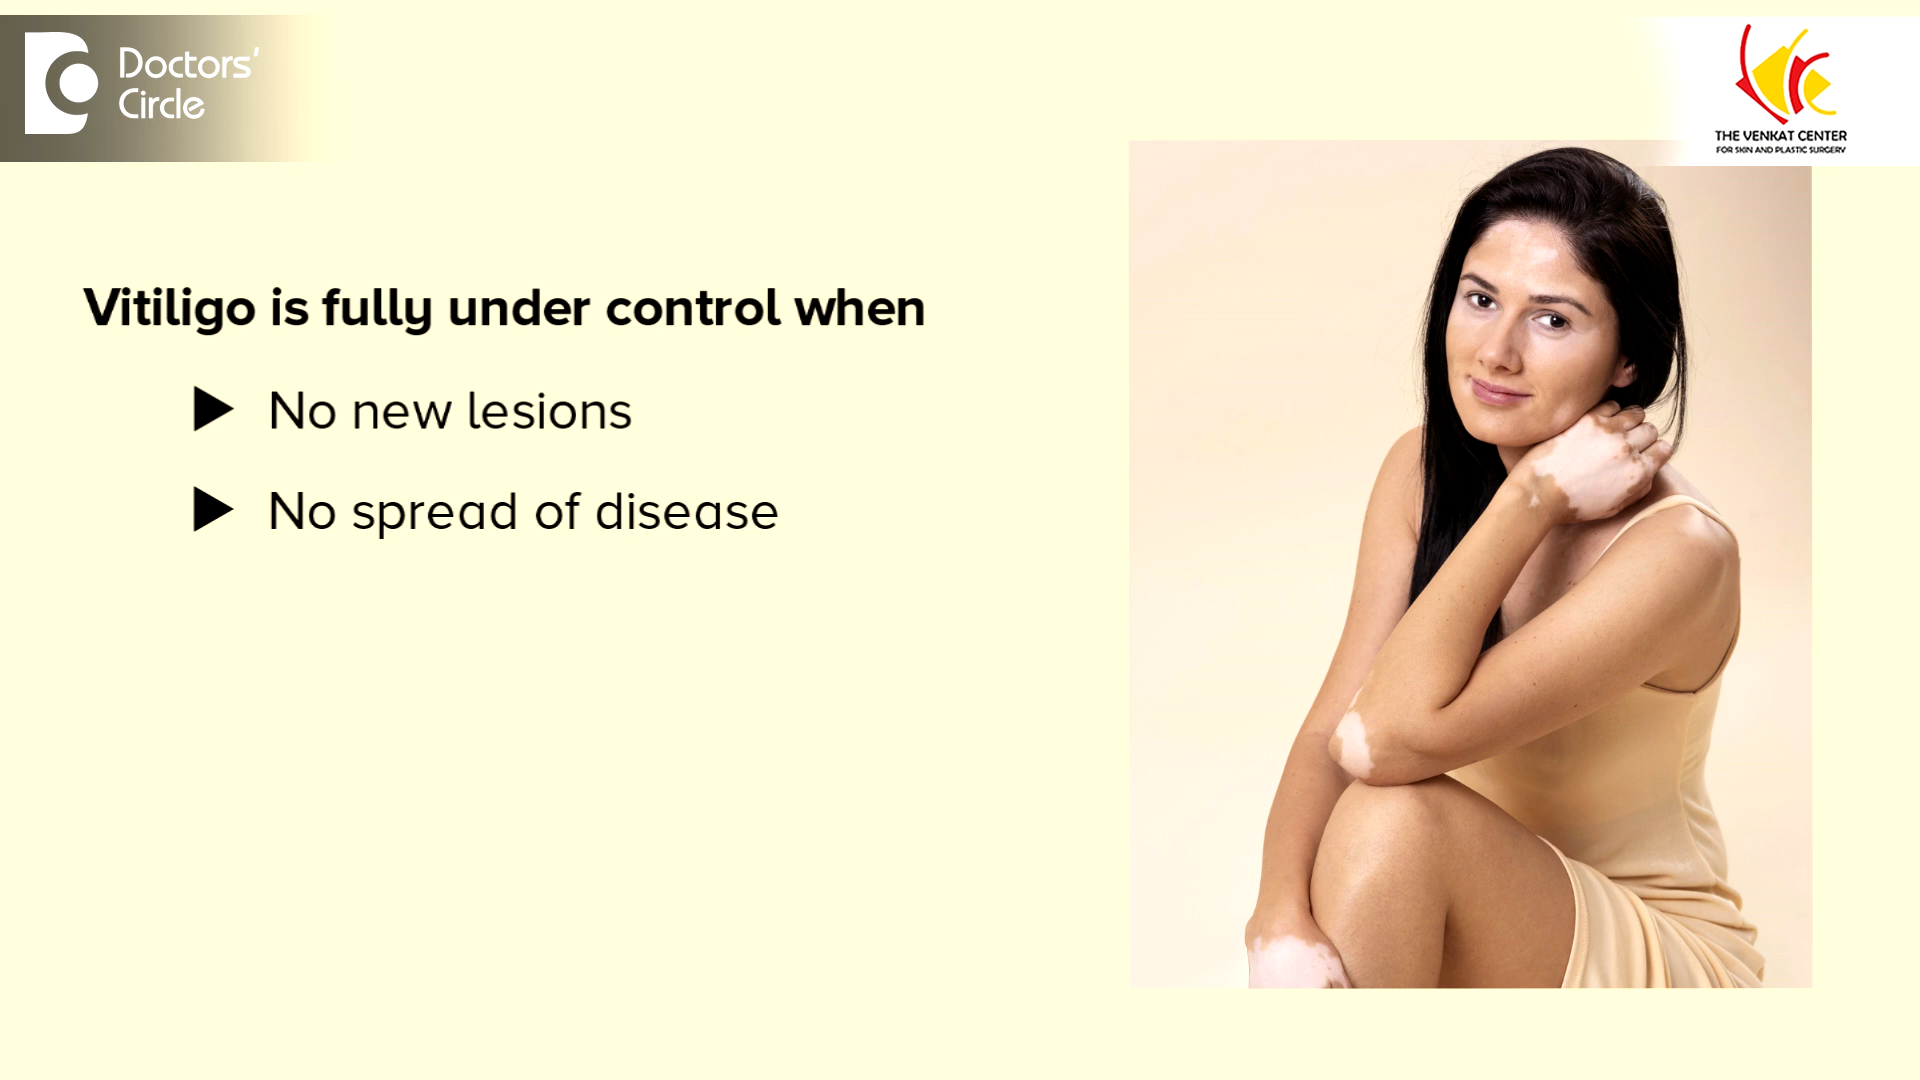 Doctors'
Circle
THE VENKAT CENTER
FOR SKIN AND PLASTIC SURGERY
Vitiligo is fully under control when
▶ No new lesions
▶ No spread of disease